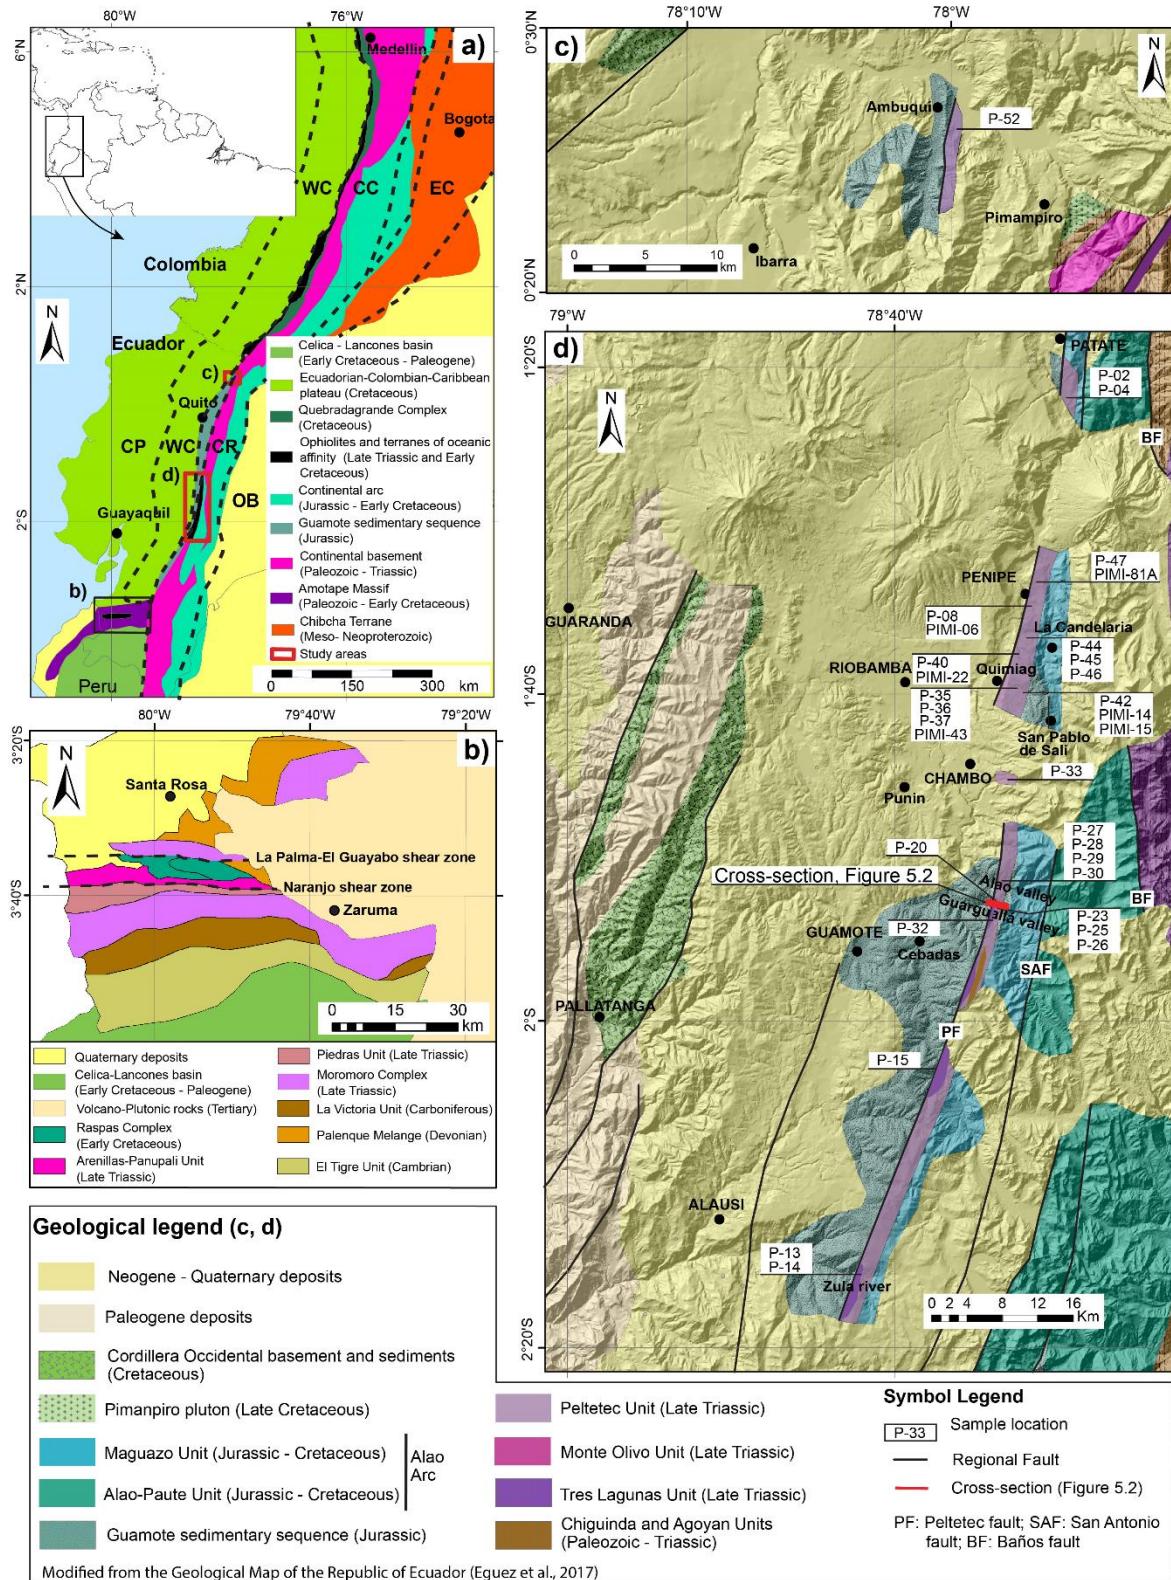 a)
80°W
76°W
6°N
2°N
2°S
Medellin
Bogota
WC
CC
EC
Colombia
N
Ecuador
c)
Quito
CP
WC
CR
d)
OB
Guayaquil
b)
Peru
Celica - Lancones basin
(Early Cretaceous - Paleogene)
Ecuadorian-Colombian-Caribbean
plateau (Cretaceous)
Quebradagrande Complex
(Cretaceous)
Ophiolites and terranes of oceanic
affinity (Late Triassic and Early
Cretaceous)
Continental arc
(Jurassic - Early Cretaceous)
Guamote sedimentary sequence
(Jurassic)
Continental basement
(Paleozoic - Triassic)
Amotape Massif
(Paleozoic - Early Cretaceous)
Chibcha Terrane
(Meso- Neoproterozoic)
Study areas
0 150 300 km
b)
80°W
79°40'W
79°20'W
3°20'S
3°40'S
N
Santa Rosa
La Palma-El Guayabo shear zone
Naranjo shear zone
Zaruma
0 15 30
km
Quaternary deposits
Celica-Lancones basin
(Early Cretaceous - Paleogene)
Volcano-Plutonic rocks (Tertiary)
Raspas Complex
(Early Cretaceous)
Arenillas-Panupali Unit
(Late Triassic)
Piedras Unit (Late Triassic)
Moromoro Complex
(Late Triassic)
La Victoria Unit (Carboniferous)
Palenque Melange (Devonian)
El Tigre Unit (Cambrian)
c)
78°10'W
78°W
0°30'N
0°20'N
N
Ambuqui
P-52
Pimampiro
Ibarra
0 5 10
km
d)
79°W
78°40'W
1°20'S
1°40'S
2°S
2°20'S
N
PATATE
P-02
P-04
BF
P-47
PIMI-81A
PENIPE
P-08
PIMI-06
La Candelaria
GUARANDA
P-44
P-45
P-46
RIOBAMBA
P-40
PIMI-22
Quimiag
P-35
P-36
P-37
PIMI-43
P-42
PIMI-14
PIMI-15
San Pablo
de Sali
CHAMBO
P-33
Punin
P-27
P-28
P-29
P-30
P-20
Alao valley
Cross-section, Figure 5.2
Guarguallá valley
BF
P-23
P-25
P-26
GUAMOTE
P-32
Cebadas
SAF
PALLATANGA
PF
P-15
ALAUSI
P-13
P-14
Zula river
0 2 4 8 12 16
Km
Geological legend (c, d)
Neogene - Quaternary deposits
Paleogene deposits
Cordillera Occidental basement and sediments
(Cretaceous)
Pimanpiro pluton (Late Cretaceous)
Maguazo Unit (Jurassic - Cretaceous)
Alao-Paute Unit (Jurassic - Cretaceous)
Alao
Arc
Guamote sedimentary sequence (Jurassic)
Peltetec Unit (Late Triassic)
Monte Olivo Unit (Late Triassic)
Tres Lagunas Unit (Late Triassic)
Chiguinda and Agoyan Units
(Paleozoic - Triassic)
Symbol Legend
P-33 Sample location
Regional Fault
Cross-section (Figure 5.2)
PF: Peltetec fault; SAF: San Antonio
fault; BF: Baños fault
Modified from the Geological Map of the Republic of Ecuador (Eguez et al., 2017)